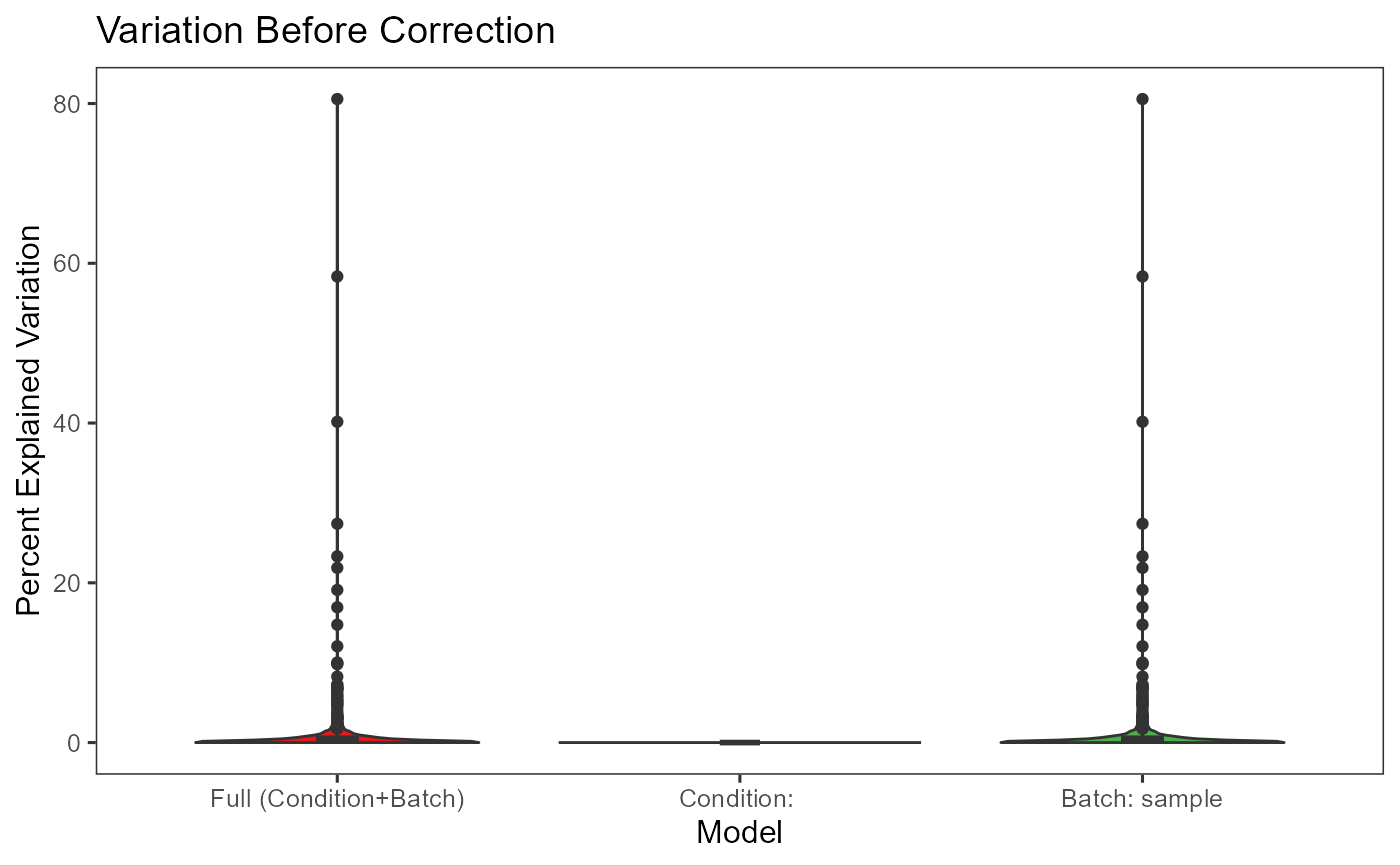 Variation Before Correction
Percent Explained Variation
80
60
40
20
0
Full (Condition+Batch)
Condition:
Batch: sample
Model